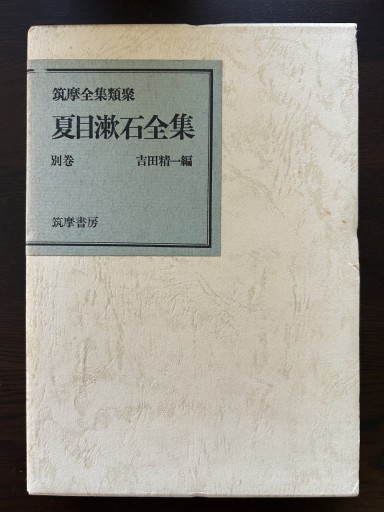 筑摩全集類聚
夏目漱石全集
別巻 吉田精一編
筑摩書房